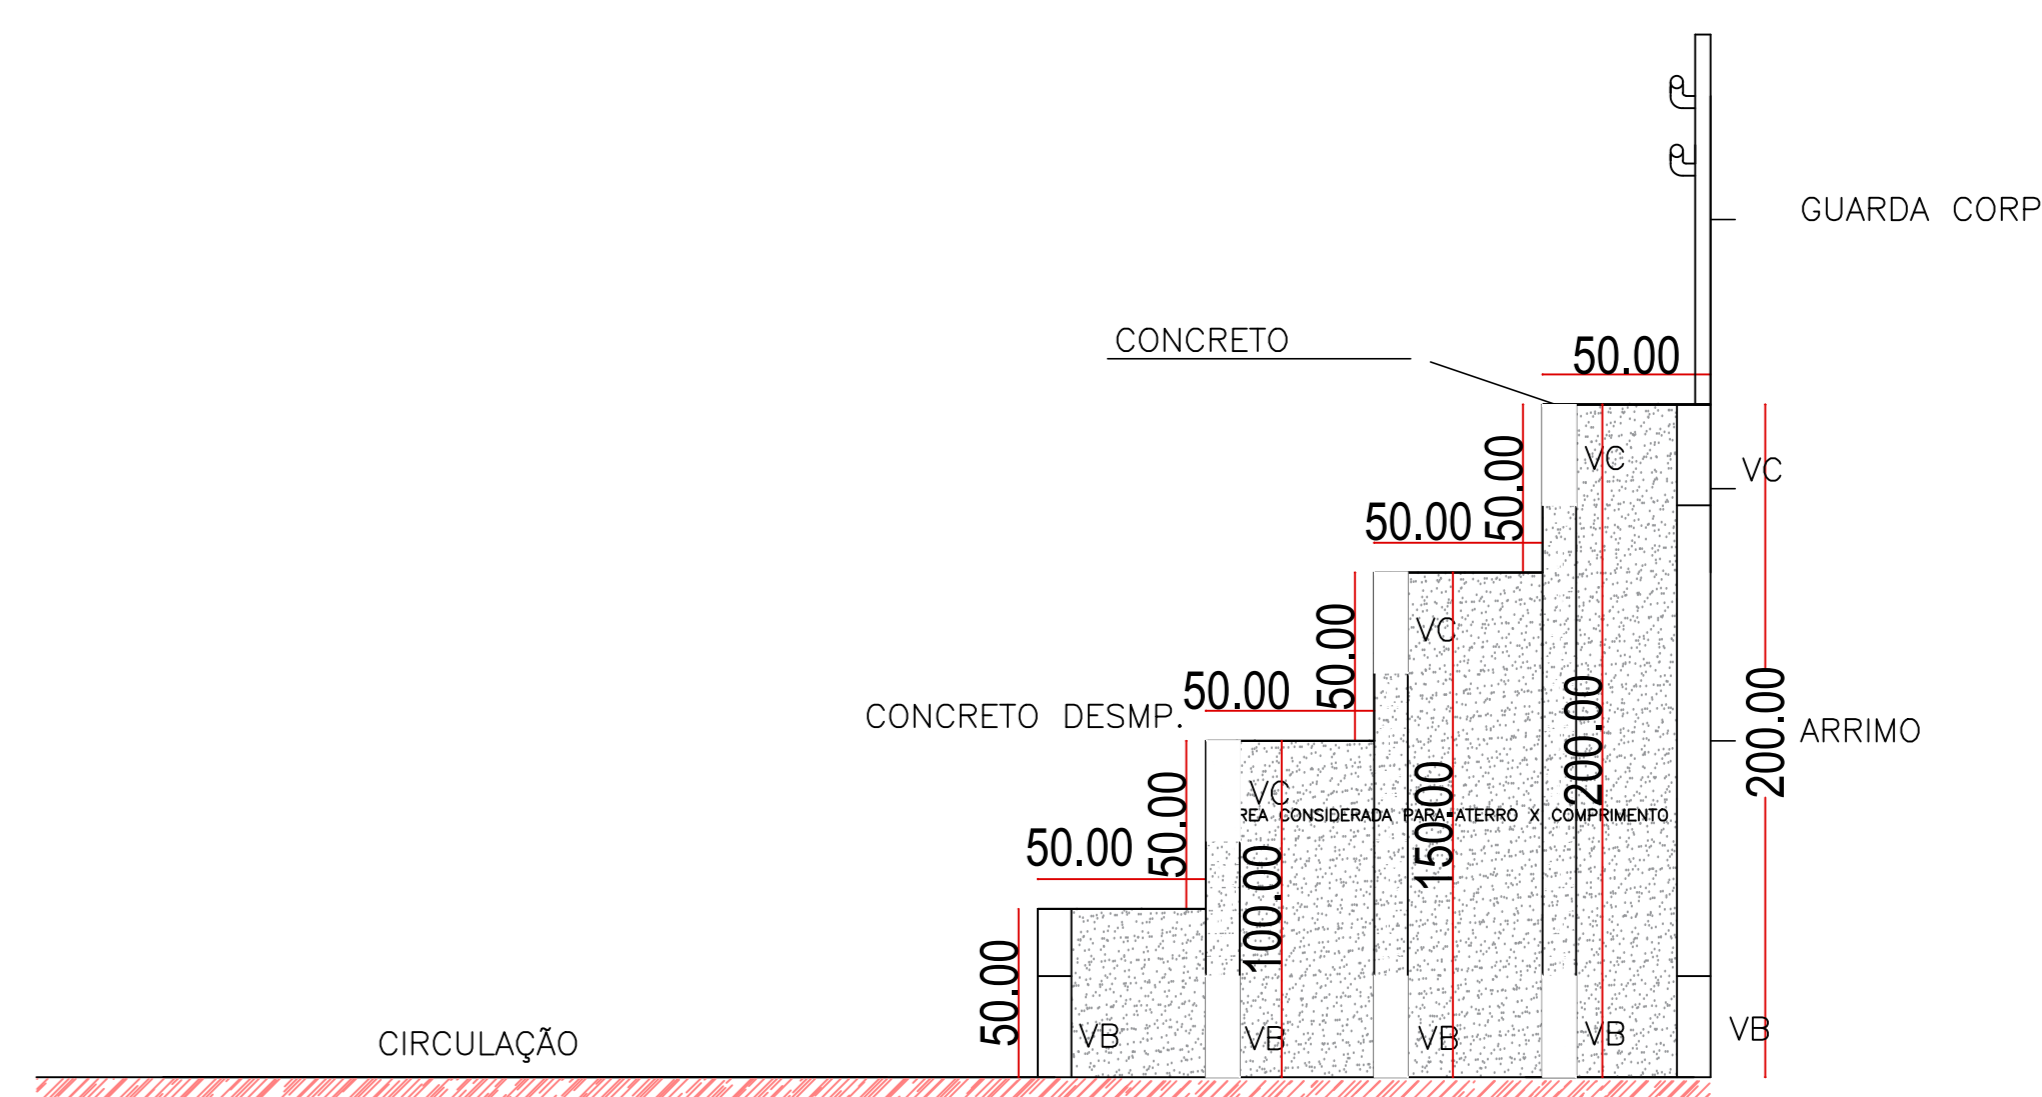 GUARDA CORP
CONCRETO
50.00
50.00
VC
VC
50.00
50.00
VC
50.00
CONCRETO DESMP.
200.00
200.00
ARRIMO
50.00
VC
REA CONSIDERADA PARA ATERRO X COMPRIMENTO
150.00
50.00
100.00
50.00
CIRCULAÇÃO
VB
VB
VB
VB
VB